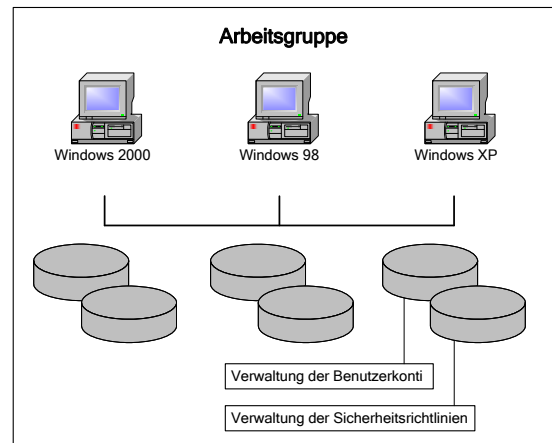 Arbeitsgruppe
Windows 2000
Windows 98
Windows XP
Verwaltung der Benutzerkonti
Verwaltung der Sicherheitsrichtlinien